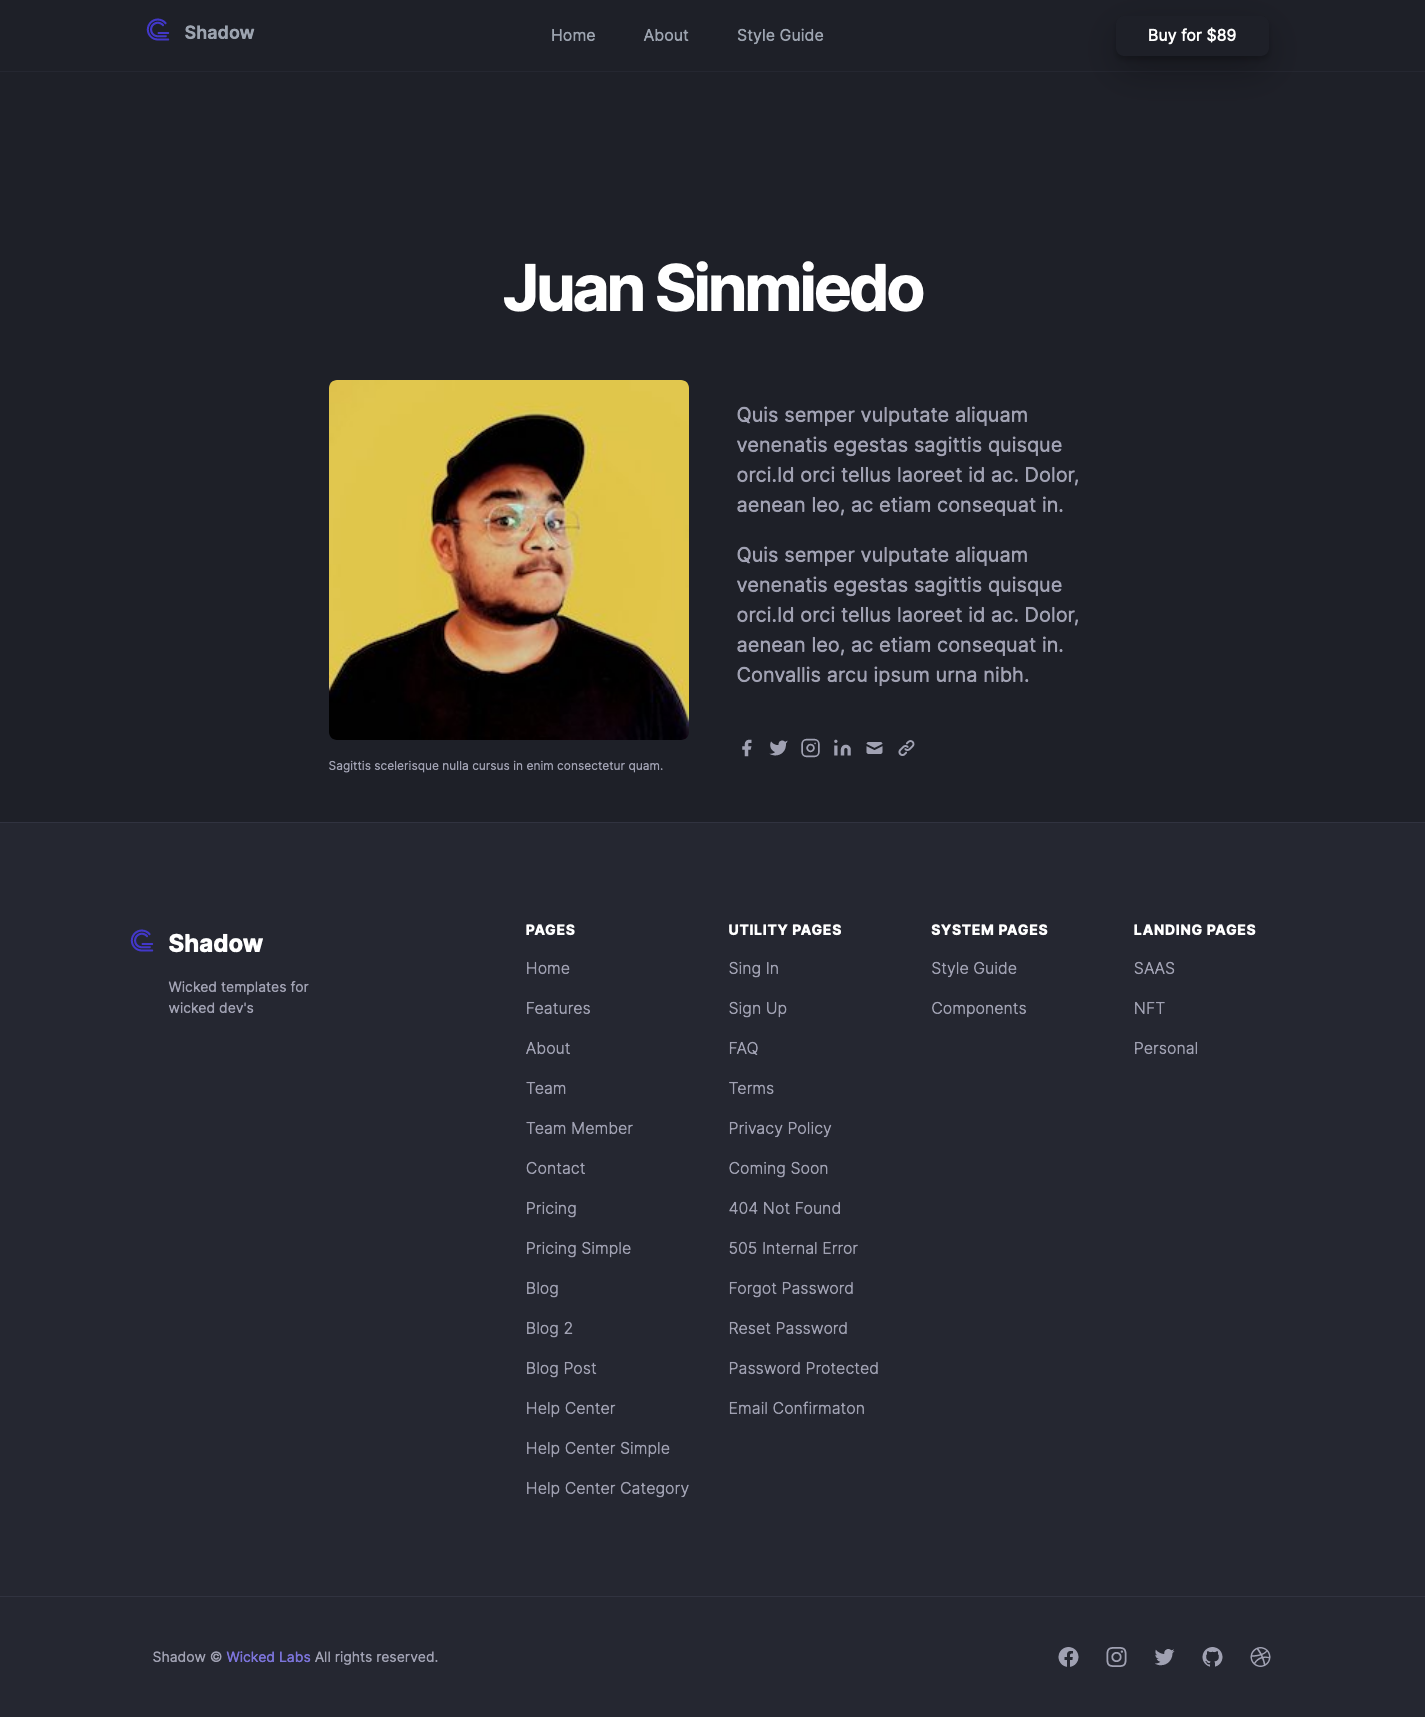 Shadow
Home
About
Style Guide
Buy for $89
Juan Sinmiedo
Quis semper vulputate aliquam
venenatis egestas sagittis quisque
orci.Id orci tellus laoreet id ac. Dolor,
aenean leo, ac etiam consequat in.
Quis semper vulputate aliquam
venenatis egestas sagittis quisque
orci.Id orci tellus laoreet id ac. Dolor,
aenean leo, ac etiam consequat in.
Convallis arcu ipsum urna nibh.
Sagittis scelerisque nulla cursus in enim consectetur quam.
Shadow
Wicked templates for
wicked dev's
PAGES
Home
Features
About
Team
Team Member
Contact
Pricing
Pricing Simple
Blog
Blog 2
Blog Post
Help Center
Help Center Simple
Help Center Category
UTILITY PAGES
Sing In
Sign Up
FAQ
Terms
Privacy Policy
Coming Soon
404 Not Found
505 Internal Error
Forgot Password
Reset Password
Password Protected
Email Confirmaton
SYSTEM PAGES
Style Guide
Components
LANDING PAGES
SAAS
NFT
Personal
Shadow © Wicked Labs All rights reserved.